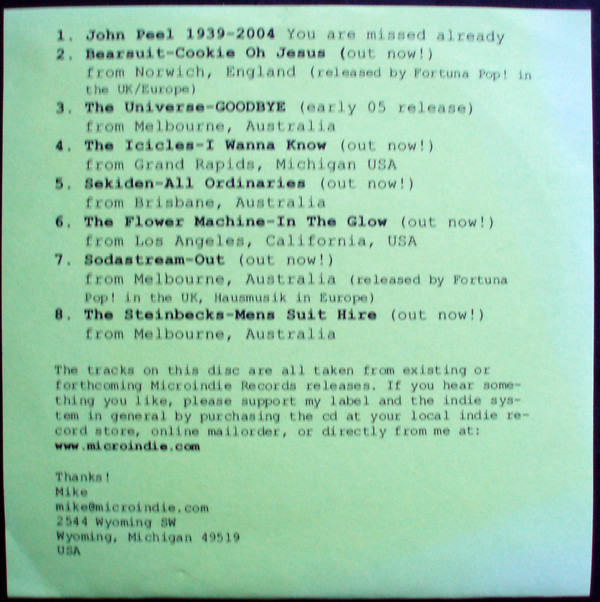 1. John Peel 1939-2004 You are missed already
2. Bearsuit-Cookie Oh Jesus (out now!)
from Norwich, England (released by Fortuna Pop! in
the UK/Europe)
3. The Universe-GOODBYE (early 05 release)
from Melbourne, Australia
4. The Icicles-I Wanna Know (out now!)
from Grand Rapids, Michigan USA
5. Sekiden-All Ordinaries (out now!)
from Brisbane, Australia
6. The Flower Machine-In The Glow (out now!)
from Los Angeles, California, USA
7. Sodastream-Out (out now!)
from Melbourne, Australia (released by Fortuna
Pop! in the UK, Hausmusik in Europe)
8. The Steinbecks-Mens Suit Hire (out now!)
from Melbourne, Australia
The tracks on this disc are all taken from existing or
forthcoming Microindie Records releases. If you hear some-
thing you like, please support my label and the indie sys-
tem in general by purchasing the cd at your local indie re-
cord store, online mailorder, or directly from me at:
www.microindie.com
Thanks!
Mike
mike@microindie.com
2544 Wyoming SW
Wyoming, Michigan 49519
USA